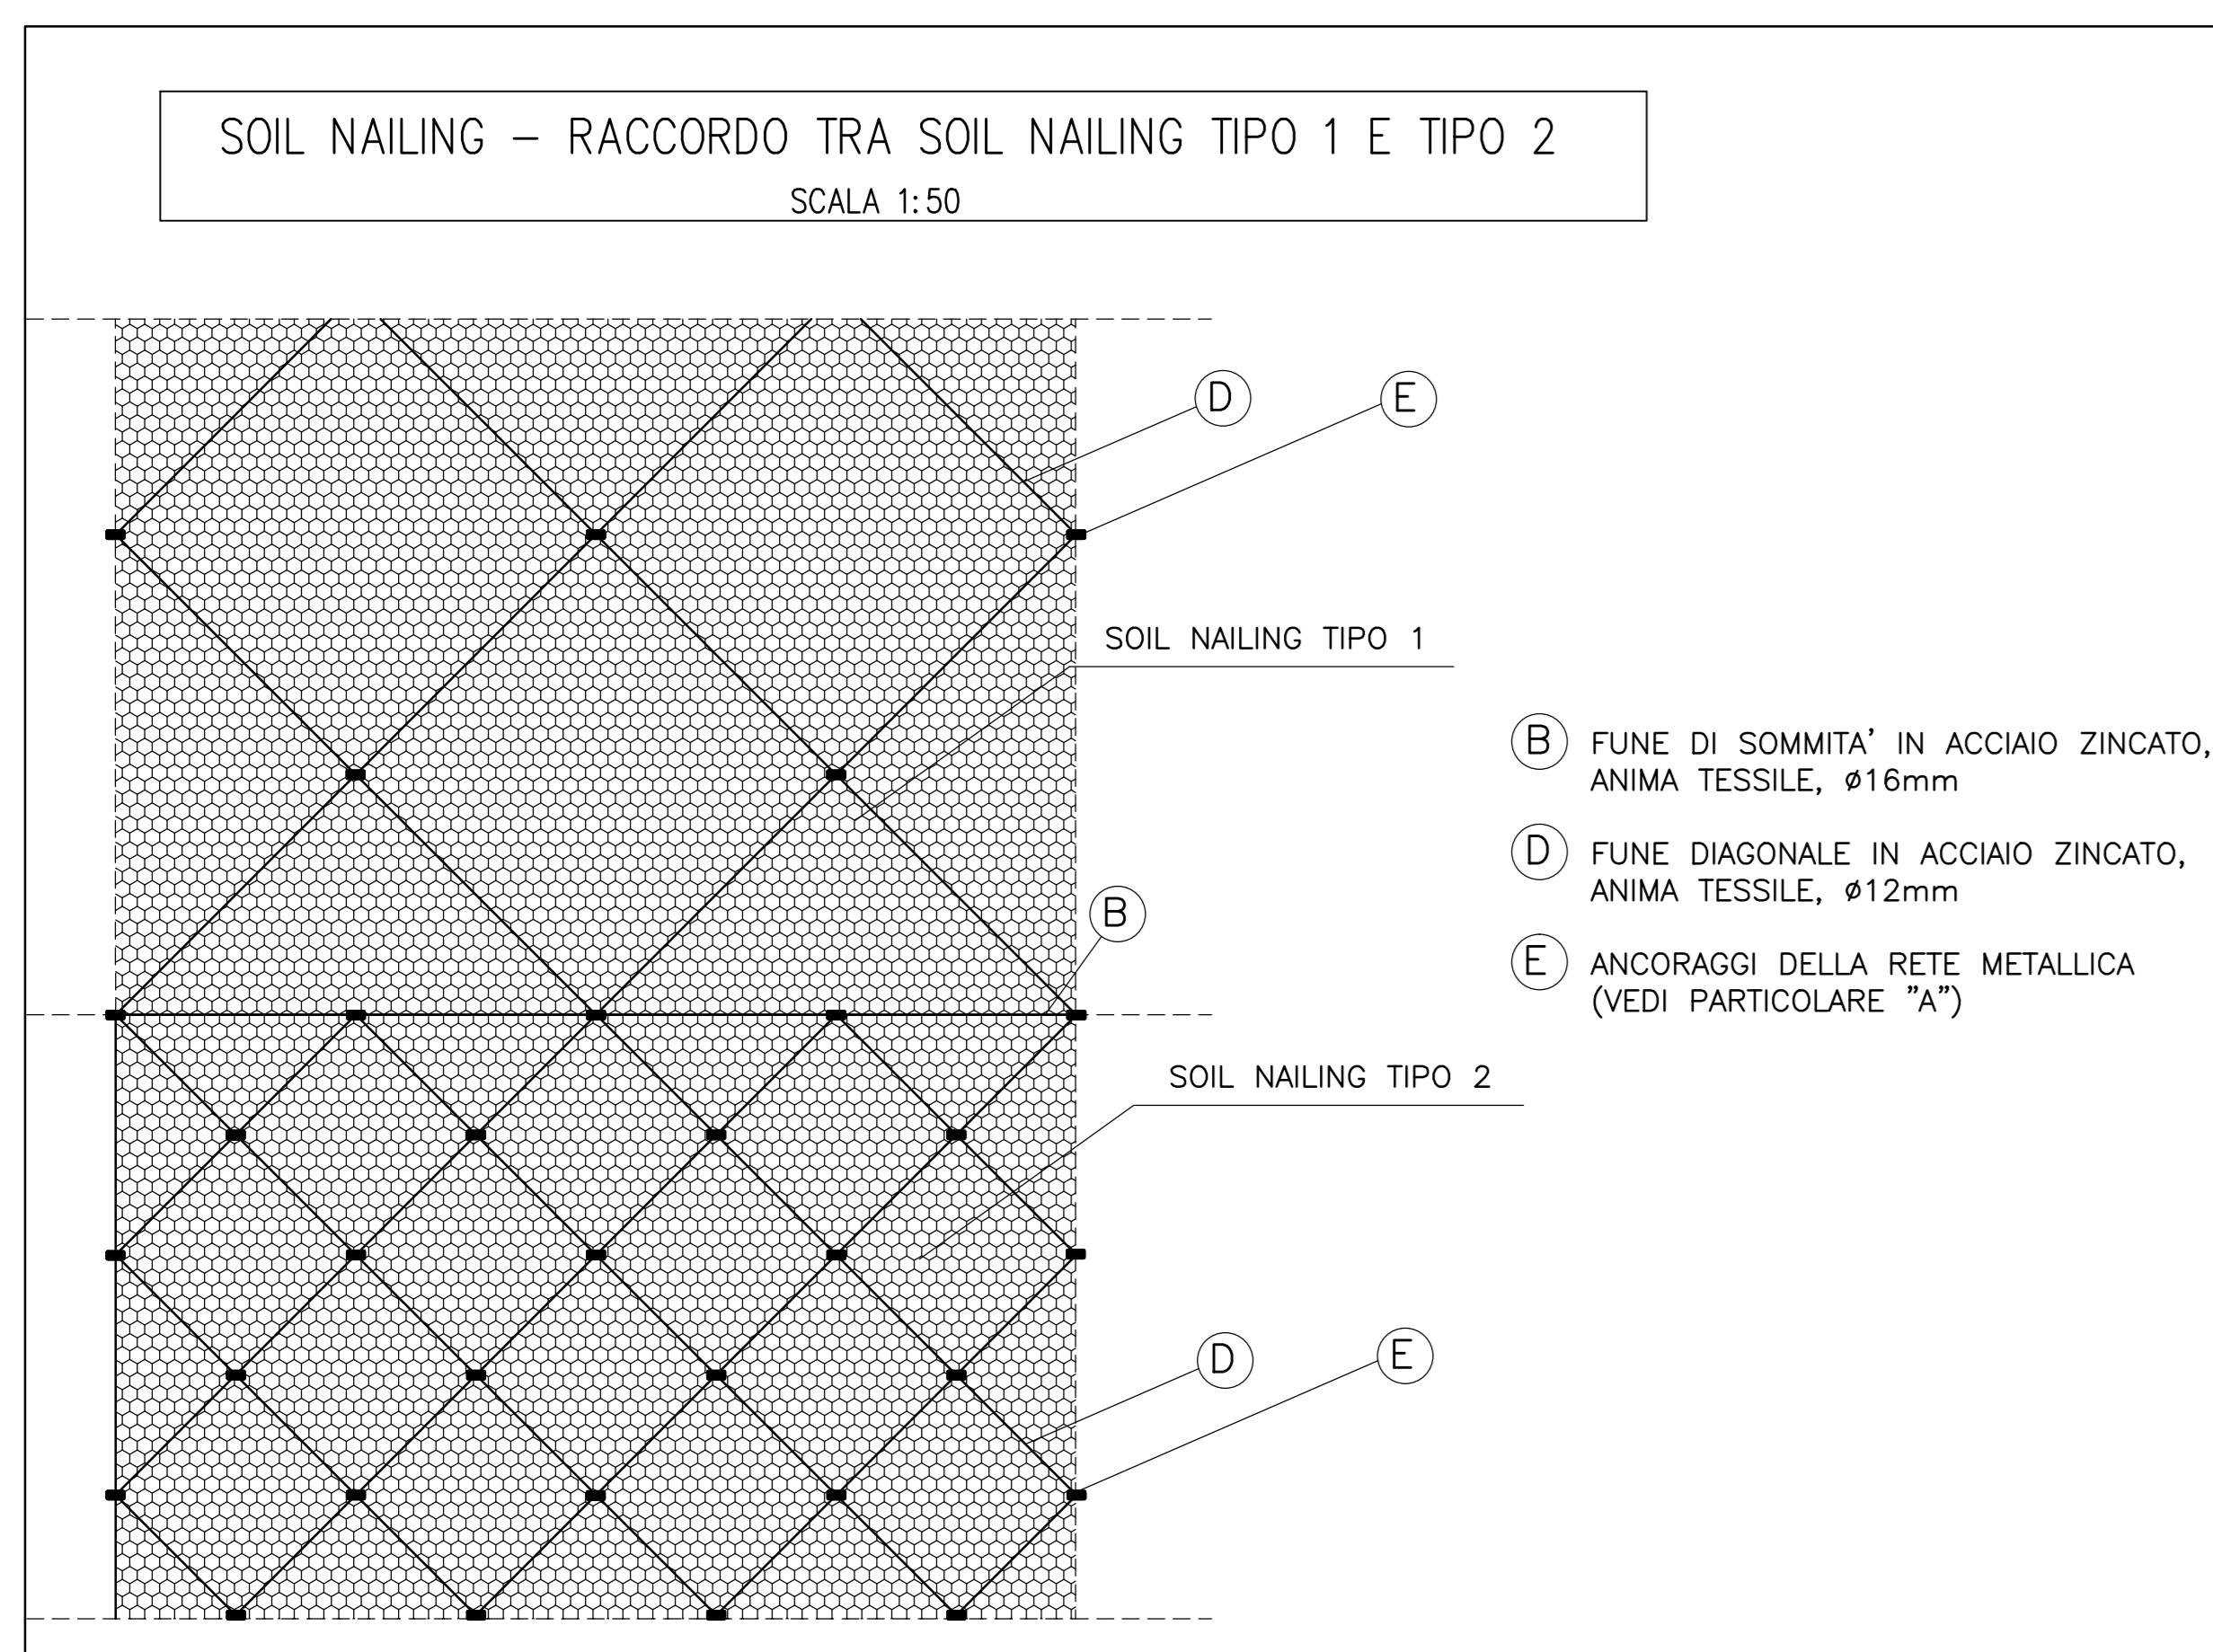 SOIL NAILING – RACCORDO TRA SOIL NAILING TIPO 1 E TIPO 2
SCALA 1:50
D
E
SOIL NAILING TIPO 1
B
SOIL NAILING TIPO 2
D
E
B FUNE DI SOMMITA' IN ACCIAIO ZINCATO,
ANIMA TESSILE, ø16mm
D FUNE DIAGONALE IN ACCIAIO ZINCATO,
ANIMA TESSILE, ø12mm
E ANCORAGGI DELLA RETE METALLICA
(VEDI PARTICOLARE "A")